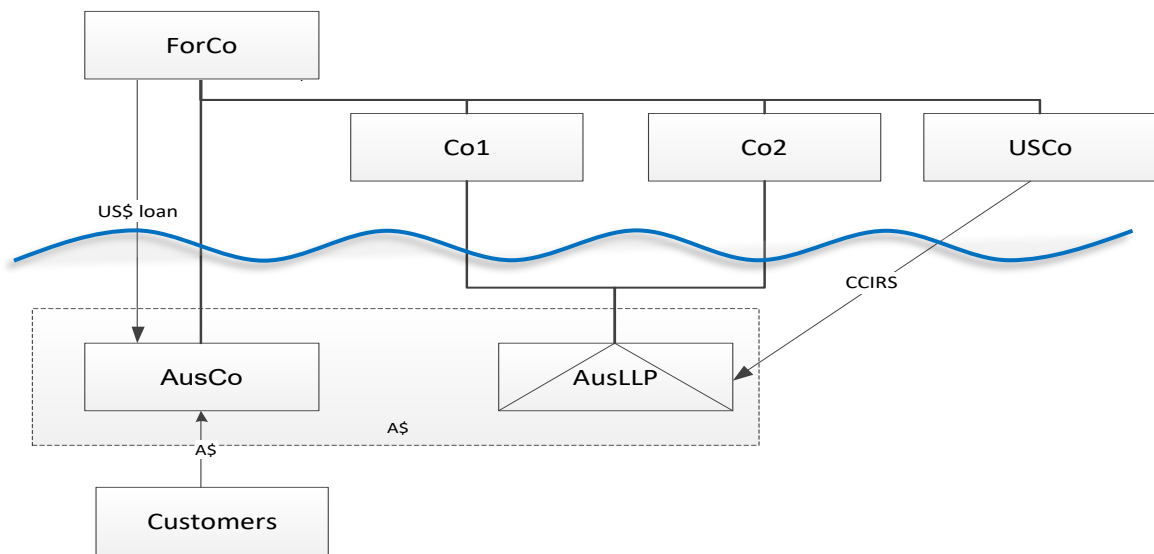 ForCo
Co1
Co2
USCo
US$ loan
CCIRS
AusCo
AusLLP
A$
A$
Customers